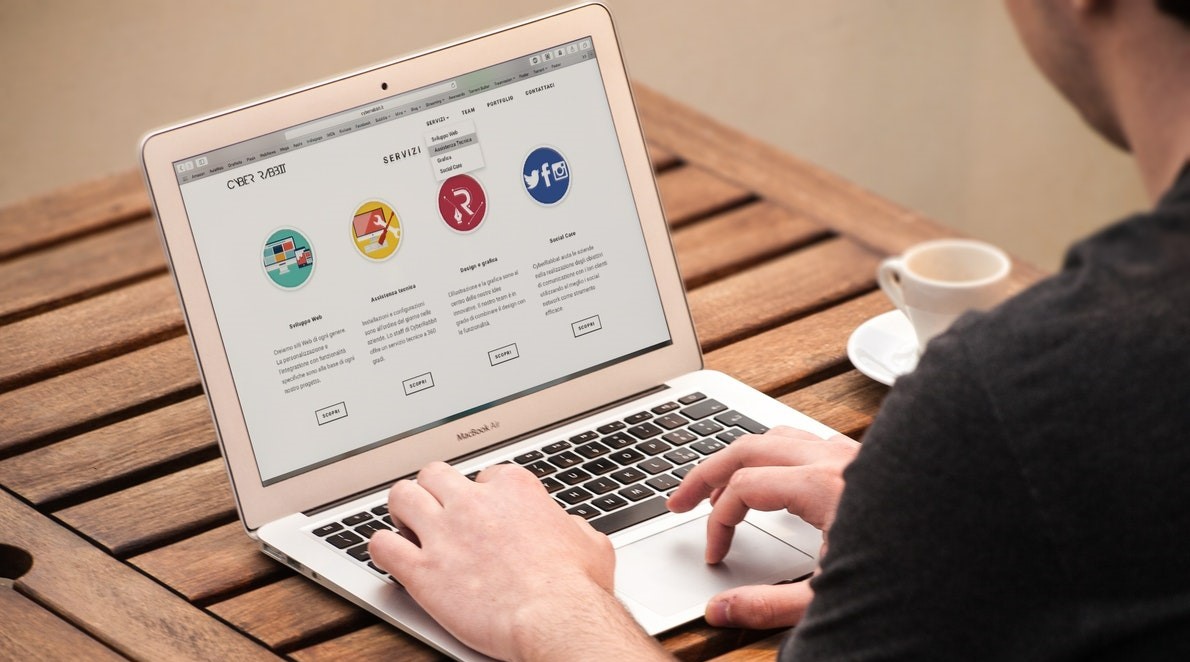 cyberrabbit.it
CYBER RABBIT
SERVIZI
TEAM
PORTFOLIO
CONTATTACI
Sviluppo Web
Assistenza Tecnica
Grafica
Social Care
SERVIZI
Sviluppo Web
Creiamo siti Web di ogni genere.
La personalizzazione e
l'integrazione con funzionalità
specifiche sono alla base di ogni
nostro progetto.
SCOPRI
Assistenza tecnica
Installazioni e configurazioni
sono all'ordine del giorno nelle
aziende. Lo staff di CyberRabbit
offre un servizio tecnico a 360
gradi.
SCOPRI
R
Design e grafica
L'illustrazione e la grafica sono al
centro delle nostre idee
innovative. Il nostro team è in
grado di combinare il design con
la funzionalità.
SCOPRI
f
Social Care
CyberRabbit aiuta le aziende
nella realizzazione degli obiettivi
di comunicazione con i loro clienti
utilizzando al meglio i social
network come strumento
efficace.
SCOPRI
MacBook Air